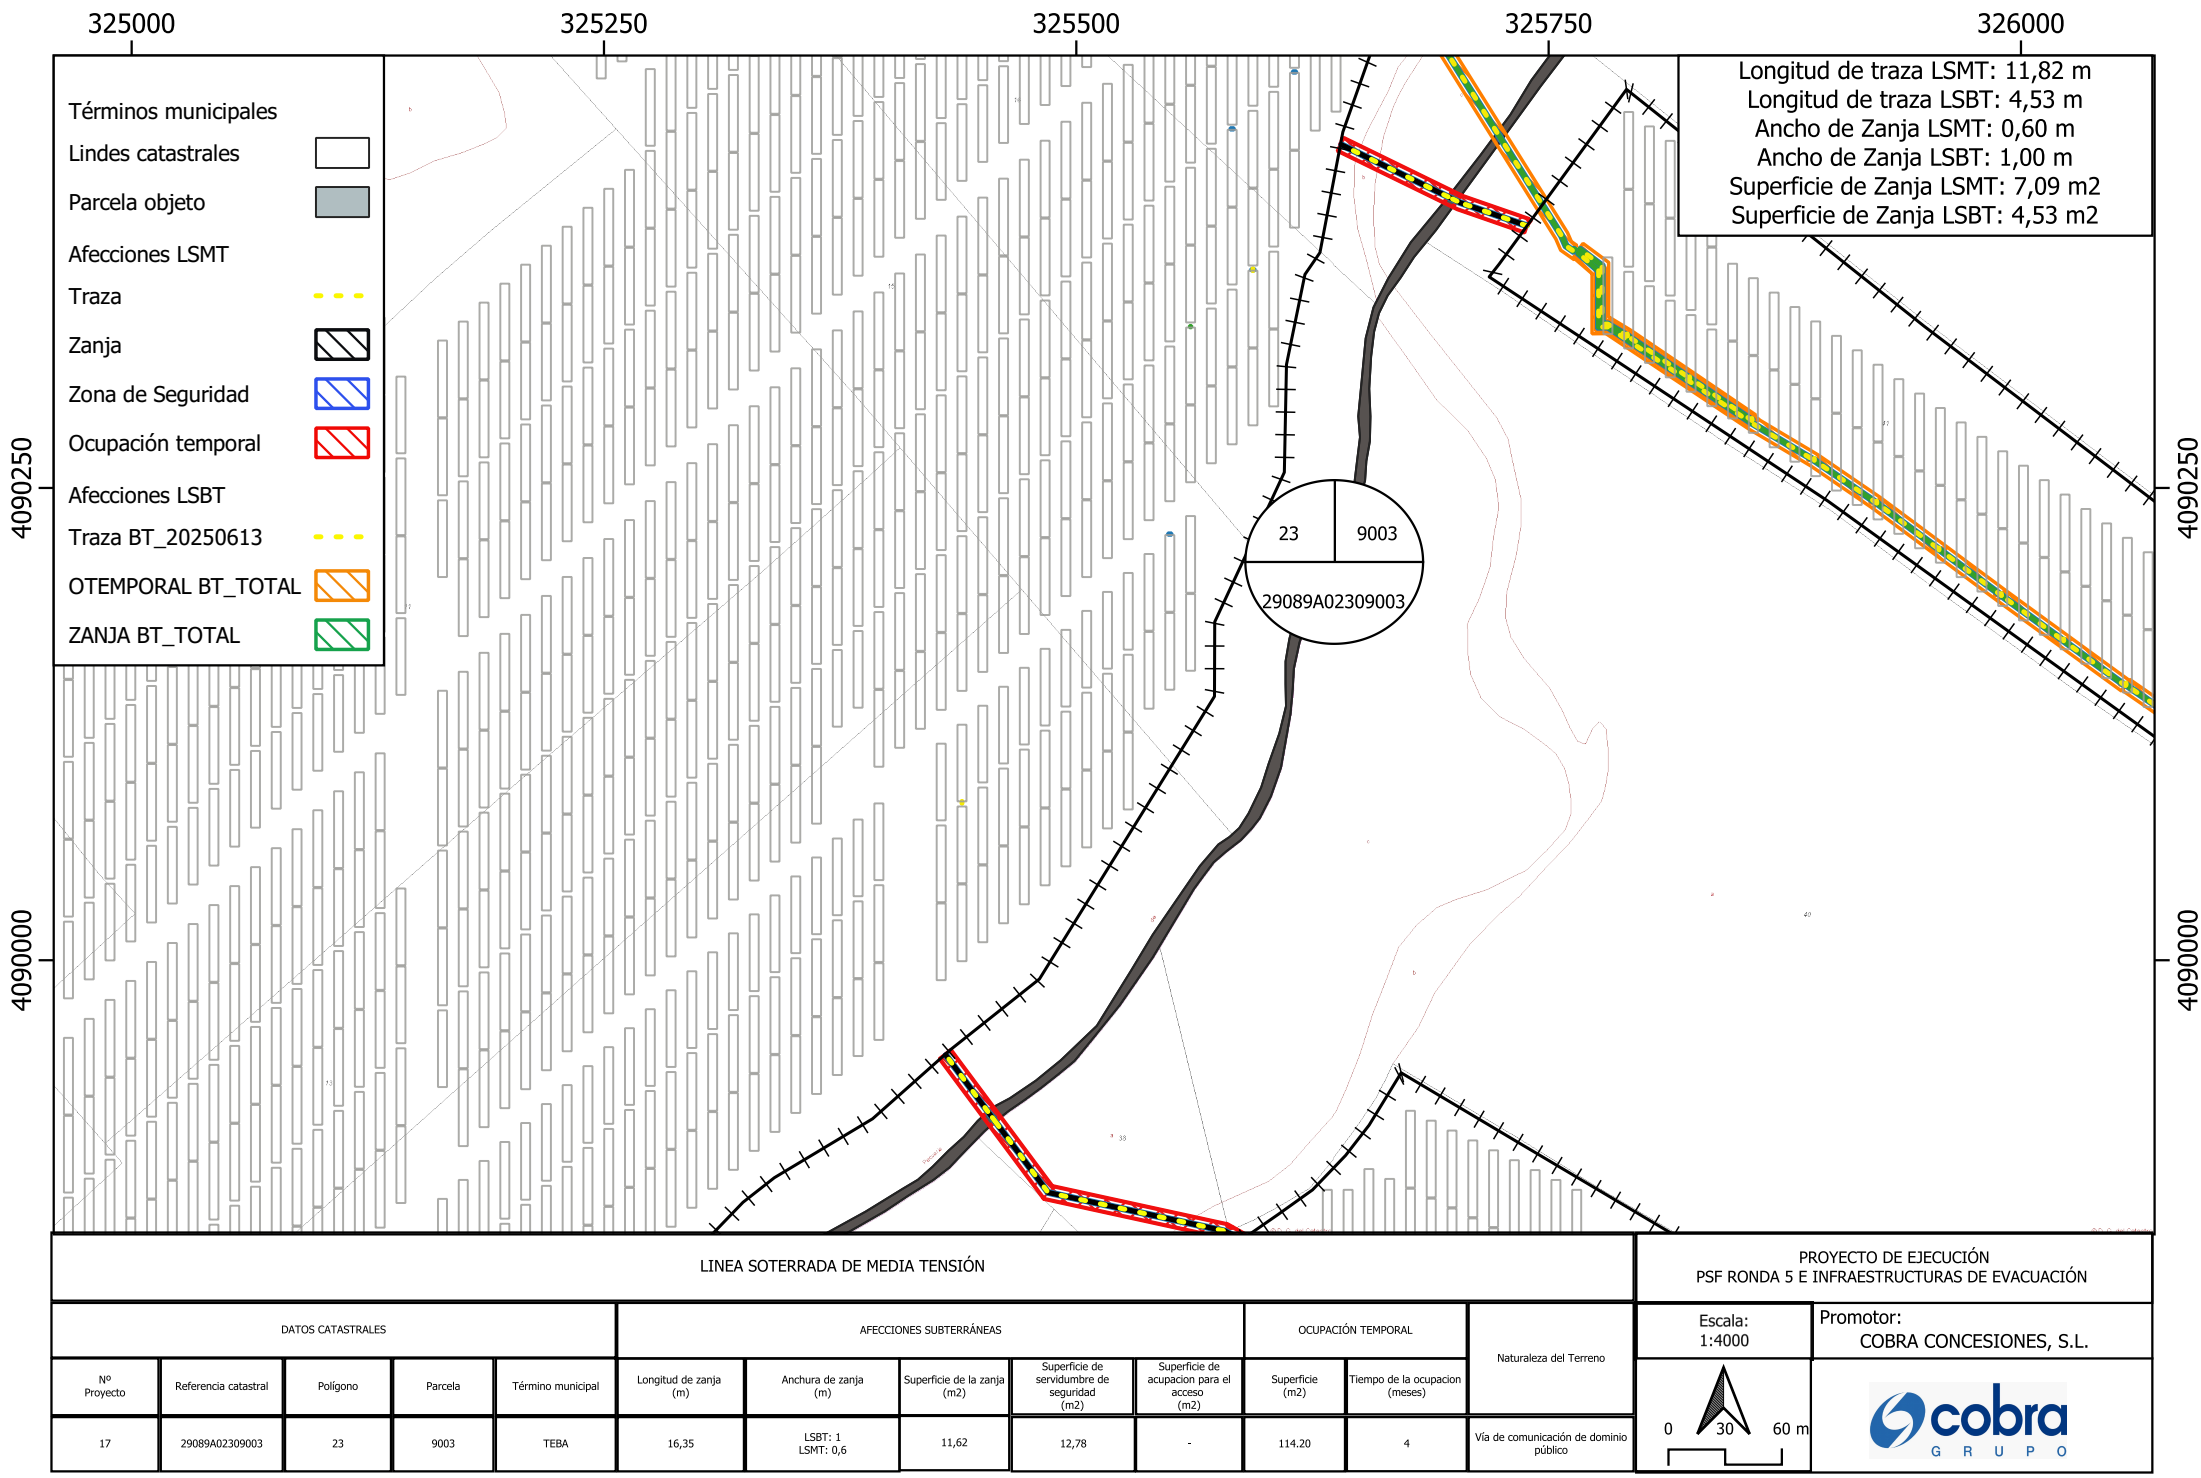 325000
325250
325500
325750
326000
4090250
4090000
4090250
4090000
Términos municipales
Lindes catastrales
Parcela objeto
Afecciones LSMT
Traza
Zanja
Zona de Seguridad
Ocupación temporal
Afecciones LSBT
Traza BT_20250613
OTEMPORAL BT_TOTAL
ZANJA BT_TOTAL
Longitud de traza LSMT: 11,82 m
Longitud de traza LSBT: 4,53 m
Ancho de Zanja LSMT: 0,60 m
Ancho de Zanja LSBT: 1,00 m
Superficie de Zanja LSMT: 7,09 m2
Superficie de Zanja LSBT: 4,53 m2
23
9003
29089A02309003
40
38
LINEA SOTERRADA DE MEDIA TENSIÓN
PROYECTO DE EJECUCIÓN
PSF RONDA 5 E INFRAESTRUCTURAS DE EVACUACIÓN
DATOS CATASTRALES
AFECCIONES SUBTERRÁNEAS
OCUPACIÓN TEMPORAL
Naturaleza del Terreno
Escala:
1:4000
Promotor:
COBRA CONCESIONES, S.L.
Nº
Proyecto
Referencia catastral
Polígono
Parcela
Término municipal
Longitud de zanja
(m)
Anchura de zanja
(m)
Superficie de la zanja
(m2)
Superficie de
servidumbre de
seguridad
(m2)
Superficie de
acupacion para el
acceso
(m2)
Superficie
(m2)
Tiempo de la ocupacion
(meses)
17
29089A02309003
23
9003
TEBA
16,35
LSBT: 1
LSMT: 0,6
11,62
12,78
-
114.20
4
Vía de comunicación de dominio
público
0 30 60 m
cobra
GRUPO